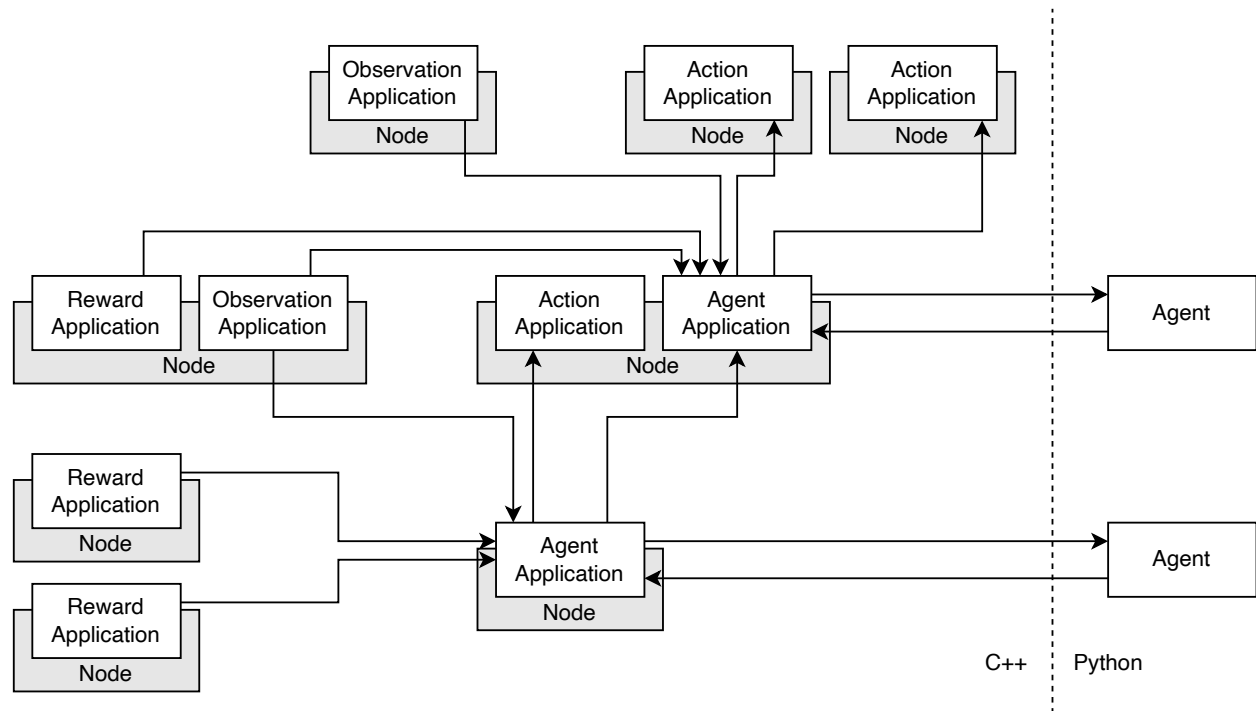 Observation
Application
Node
Action
Application
Node
Action
Application
Node
Reward
Application
Observation
Application
Node
Action
Application
Agent
Application
Node
Agent
Reward
Application
Node
Agent
Application
Node
Agent
Reward
Application
Node
C++
Python